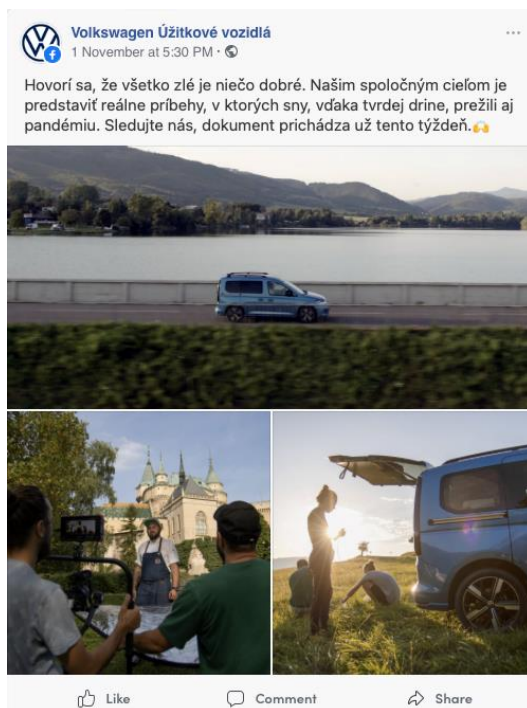 Volkswagen Úžitkové vozidlá
1 November at 5:30 PM ·
Hovorí sa, že všetko zlé je niečo dobré. Našim spoločným cieľom je
predstaviť reálne príbehy, v ktorých sny, vďaka tvrdej drine, prežili aj
pandémiu. Sledujte nás, dokument prichádza už tento týždeň.🙌
Like Comment Share